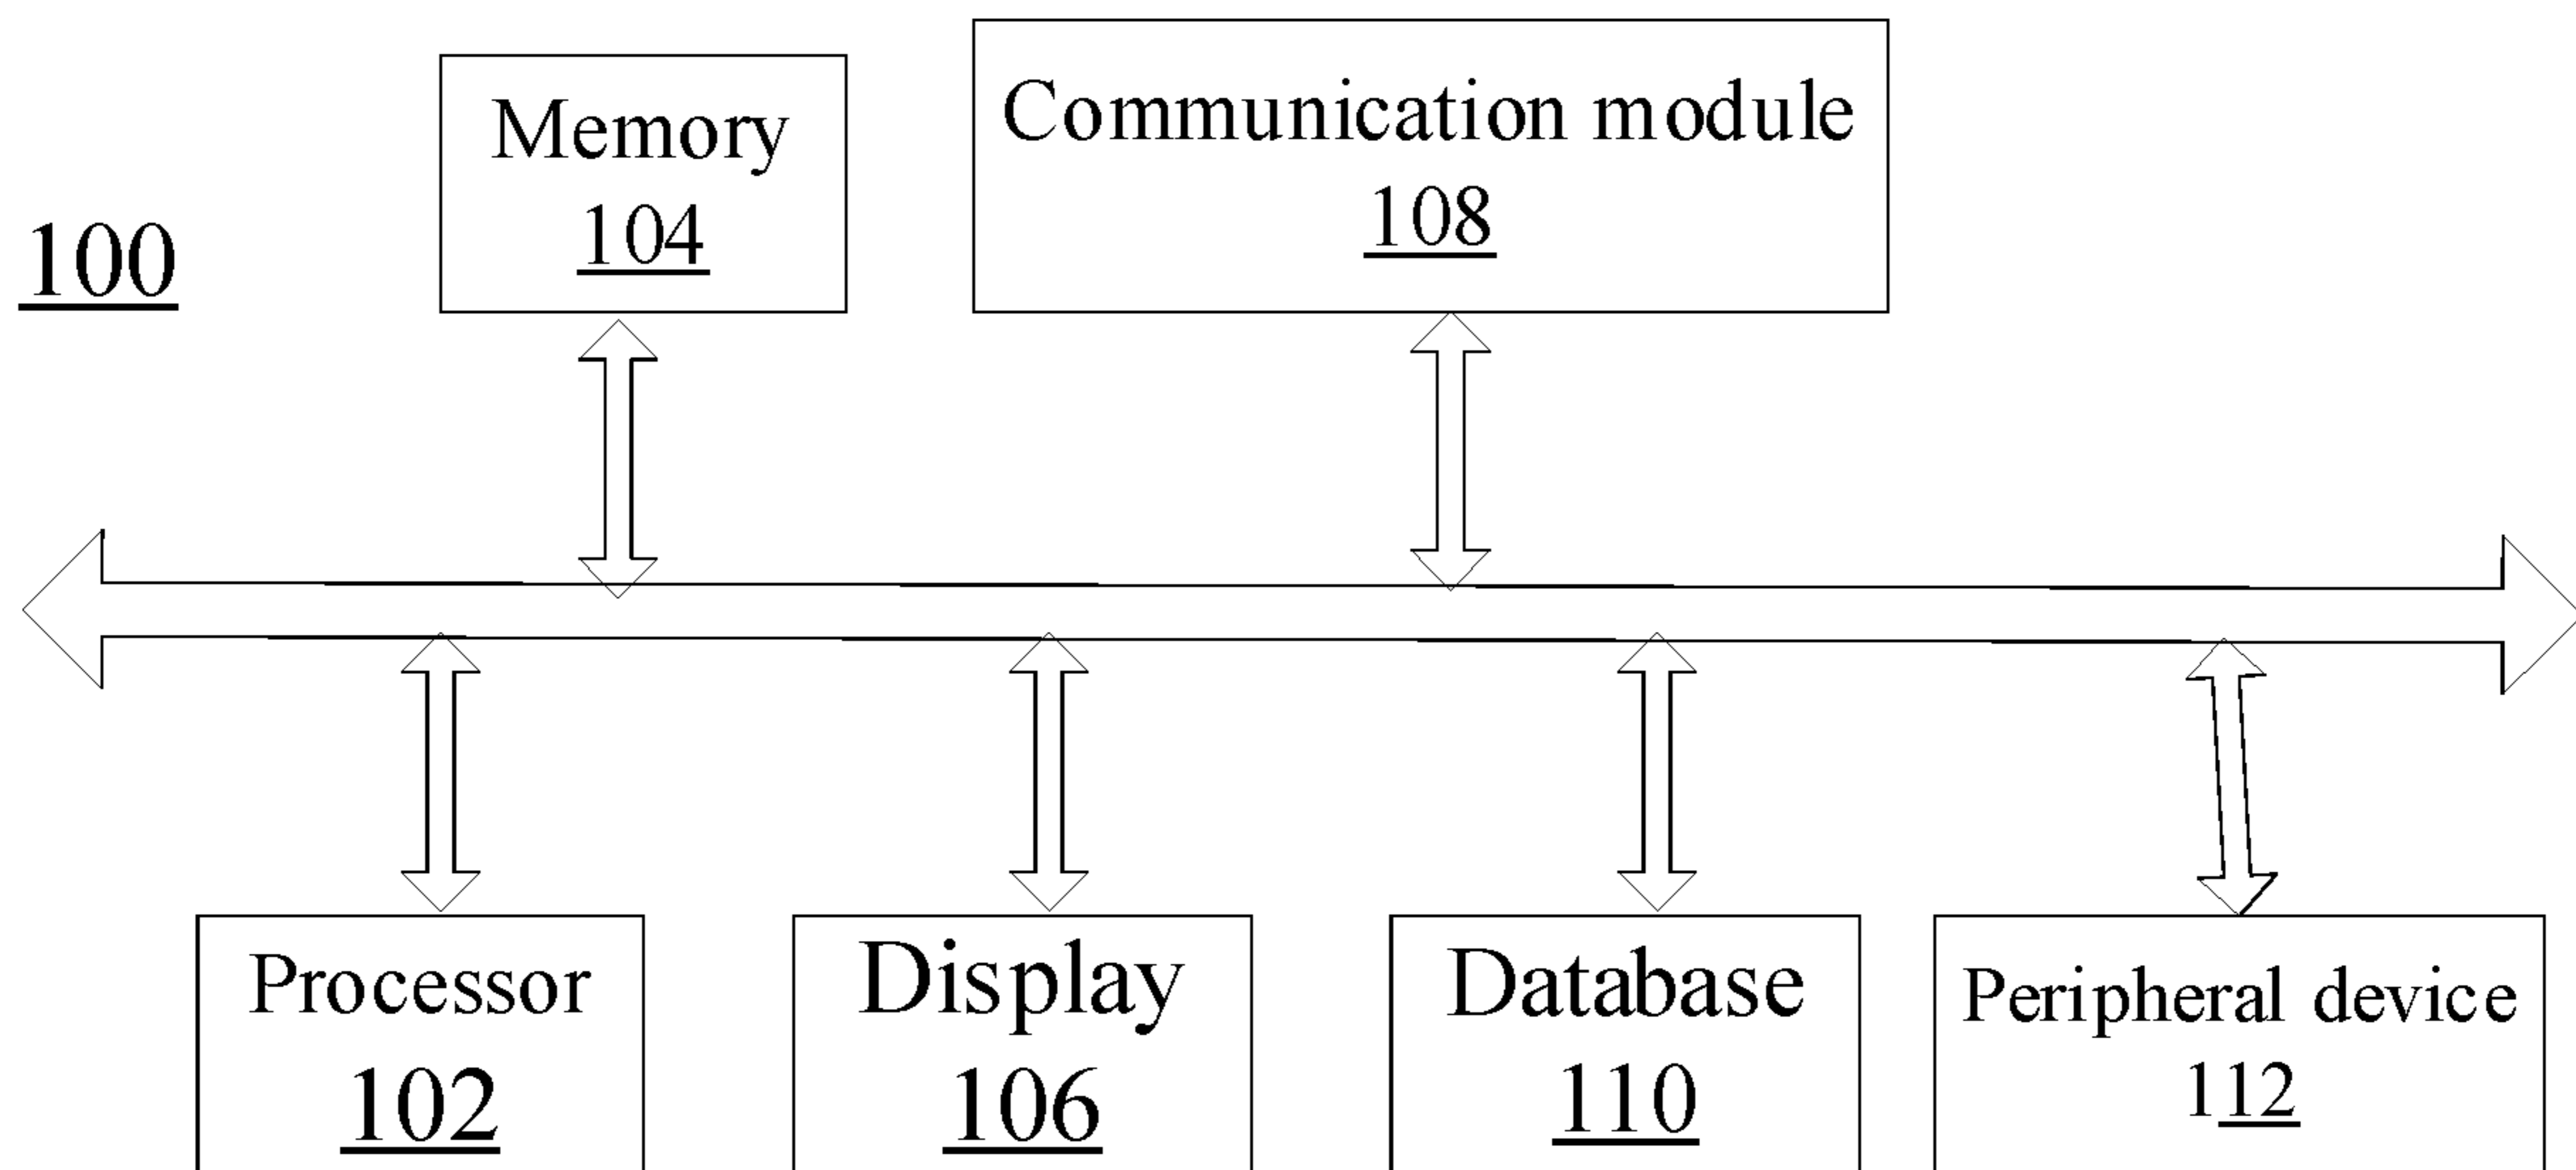 Memory
104
Communication module
108
100
Processor
102
Display
106
Database
110
Peripheral device
112